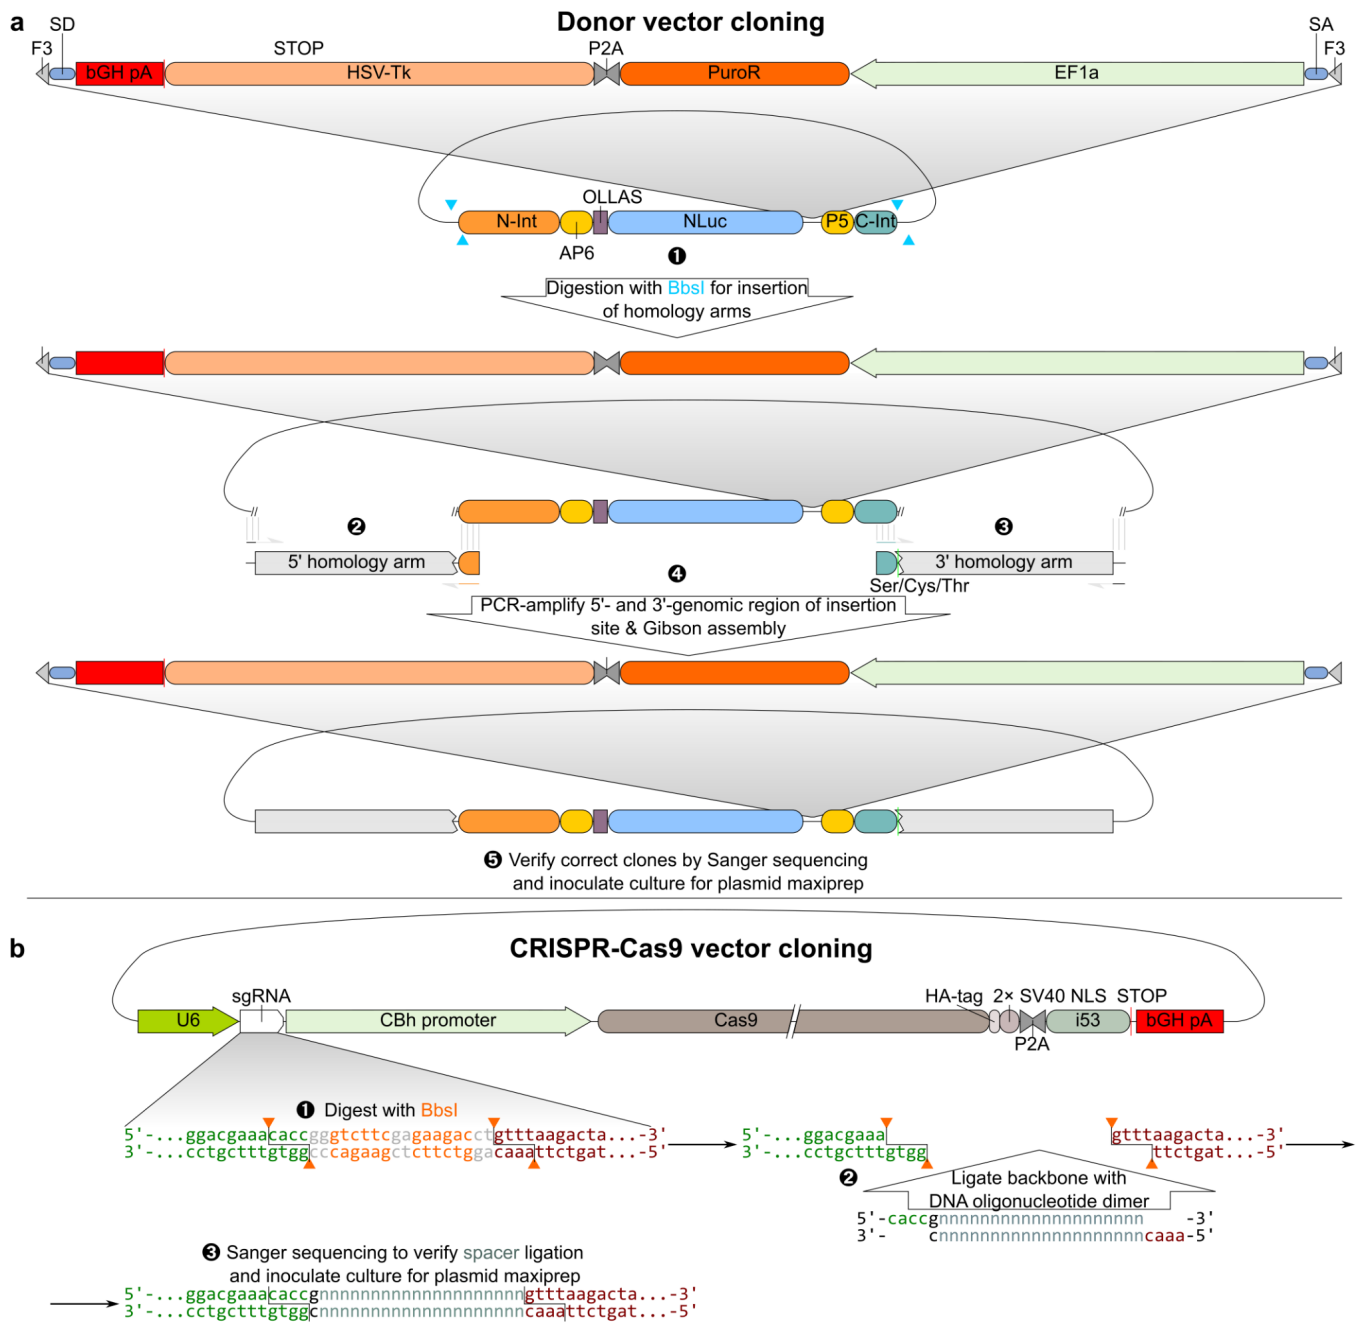 a
Donor vector cloning
SD
SA
F3
STOP
P2A
F3
bGH pA
HSV-Tk
PuroR
EF1a
OLLAS
N-Int
NLuc
P5
C-Int
AP6
❶
Digestion with BbsI for insertion
of homology arms
//
//
//
//
❷
❸
5' homology arm
3' homology arm
❹
Ser/Cys/Thr
PCR-amplify 5'- and 3'-genomic region of insertion
site & Gibson assembly
❺ Verify correct clones by Sanger sequencing
and inoculate culture for plasmid maxiprep
b
CRISPR-Cas9 vector cloning
sgRNA
HA-tag 2× SV40 NLS STOP
U6
CBh promoter
Cas9
i53
bGH pA
P2A
❶ Digest with BbsI
5'-...ggacgaaacaccgggtcttcgagaagacctgtttaagacta...-3'
3'-...cctgctttgtggcccagaagctcttctggacaaattctgat...-5'
5'-...ggacgaaa
gtttaagacta...-3'
3'-...cctgctttgtgg
ttctgat...-5'
❷
Ligate backbone with
DNA oligonucleotide dimer
5'-caccgnnnnnnnnnnnnnnnnnnnn -3'
3'- cnnnnnnnnnnnnnnnnnnnncaaa-5'
❸ Sanger sequencing to verify spacer ligation
and inoculate culture for plasmid maxiprep
5'-...ggacgaaacaccgnnnnnnnnnnnnnnnnnnnngtttaagacta...-3'
3'-...cctgctttgtggcnnnnnnnnnnnnnnnnnnnncaaattctgat...-5'